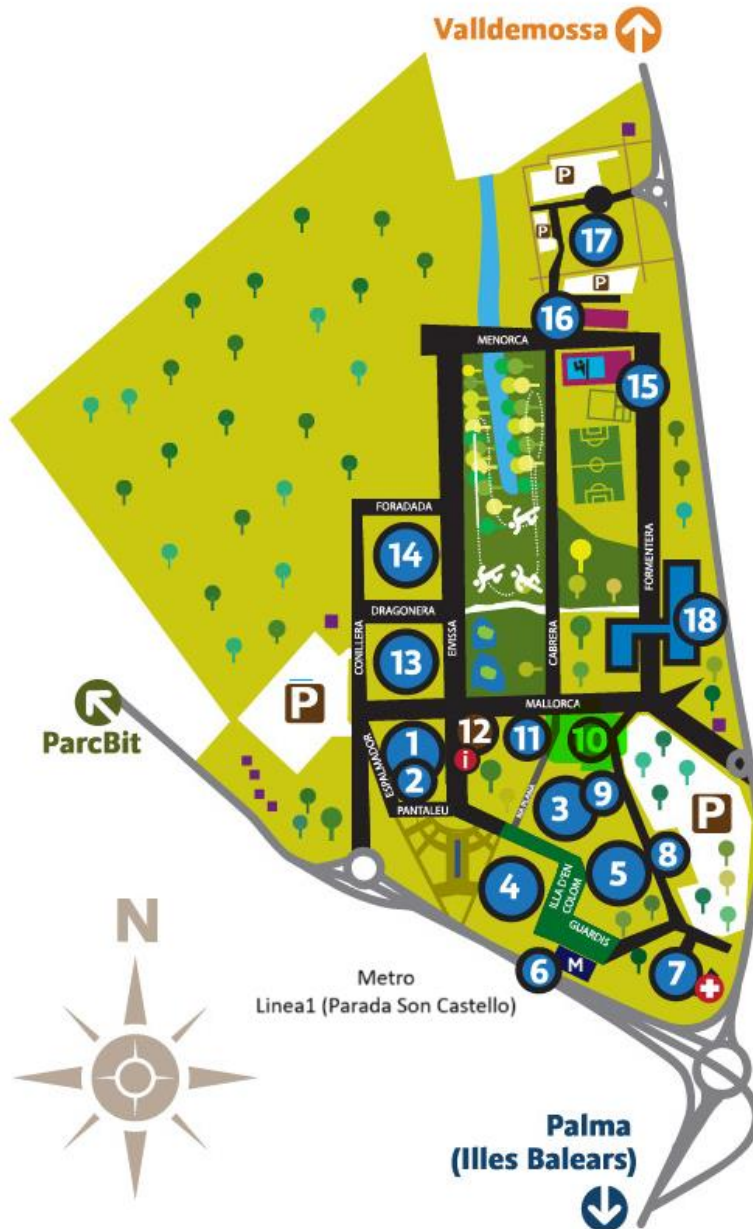 Valldemossa
P
P
17
P
16
MENORCA
15
FORADADA
14
FORMENTERA
DRAGONERA
CONILLERA
EIVISSA
CABRERA
18
13
P
MALLORCA
ParcBit
12
11
10
1
i
ESPALMADOR
2
3
9
P
PANTALEU
8
4
ILLA D'EN
COLOM
5
N
GUARDIS
6
M
7
Metro
Linea1 (Parada Son Castello)
Palma
(Illes Balears)